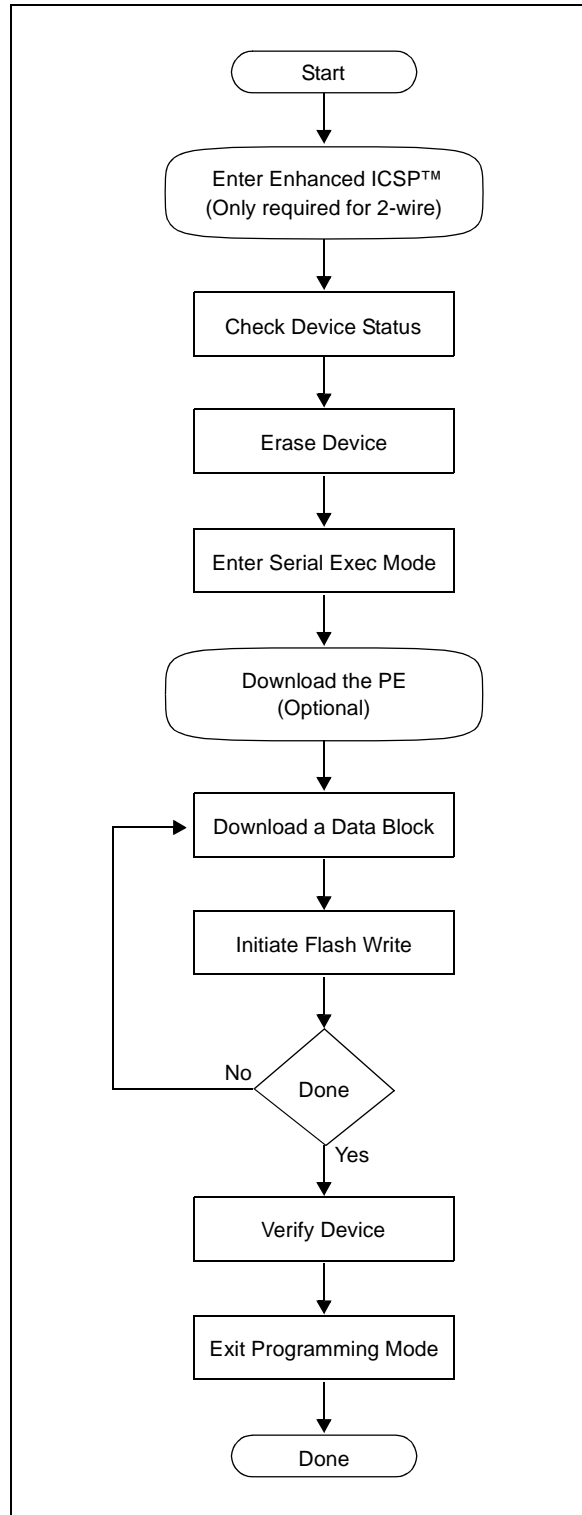 Start
Enter Enhanced ICSP™
(Only required for 2-wire)
Check Device Status
Erase Device
Enter Serial Exec Mode
Download the PE
(Optional)
Download a Data Block
Initiate Flash Write
No
Done
Yes
Verify Device
Exit Programming Mode
Done